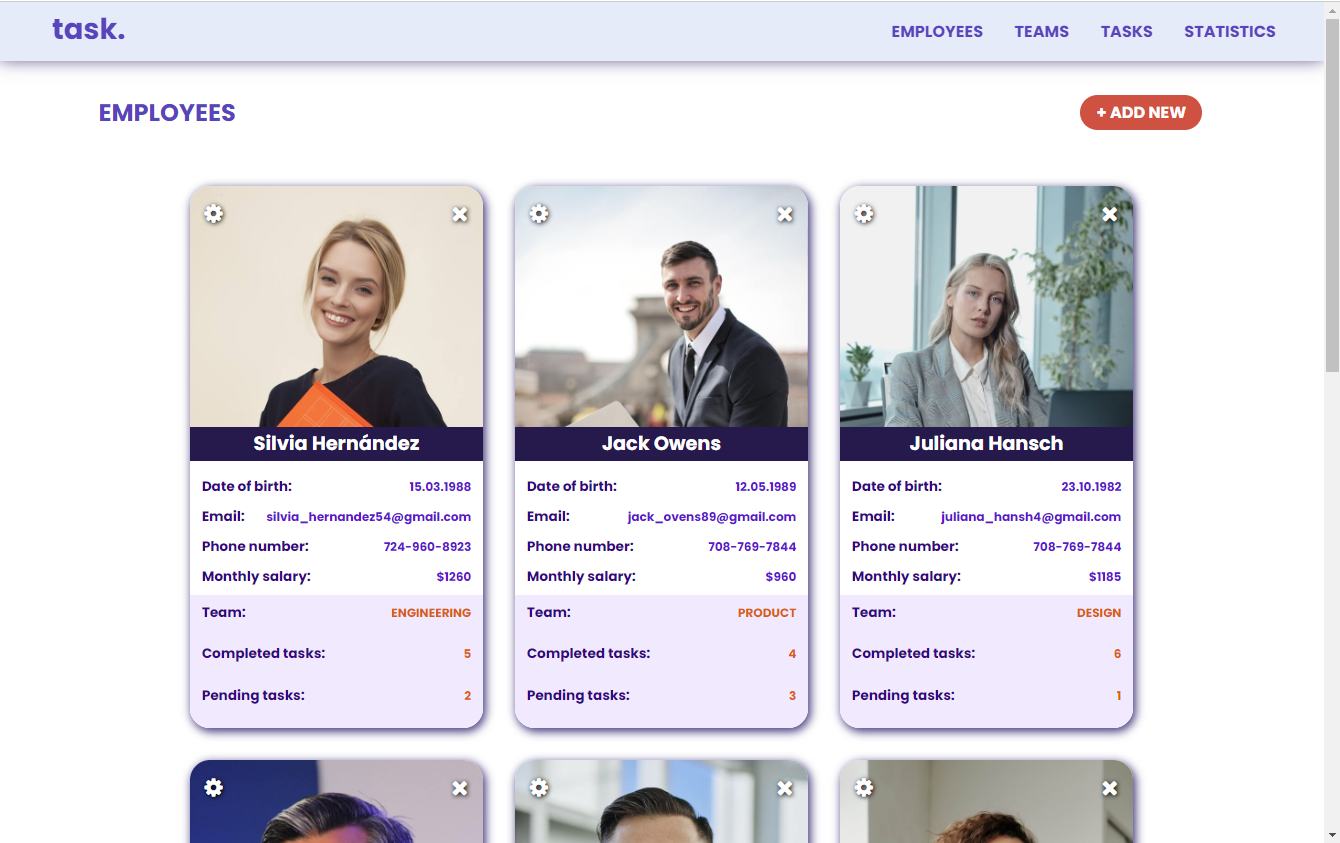 task.
EMPLOYEES TEAMS TASKS STATISTICS
EMPLOYEES
+ ADD NEW
Silvia Hernández
Date of birth: 15.03.1988
Email: silvia_hernandez54@gmail.com
Phone number: 724-960-8923
Monthly salary: $1260
Team: ENGINEERING
Completed tasks: 5
Pending tasks: 2
Jack Owens
Date of birth: 12.05.1989
Email: jack_ovens89@gmail.com
Phone number: 708-769-7844
Monthly salary: $960
Team: PRODUCT
Completed tasks: 4
Pending tasks: 3
Juliana Hansch
Date of birth: 23.10.1982
Email: juliana_hansh4@gmail.com
Phone number: 708-769-7844
Monthly salary: $1185
Team: DESIGN
Completed tasks: 6
Pending tasks: 1